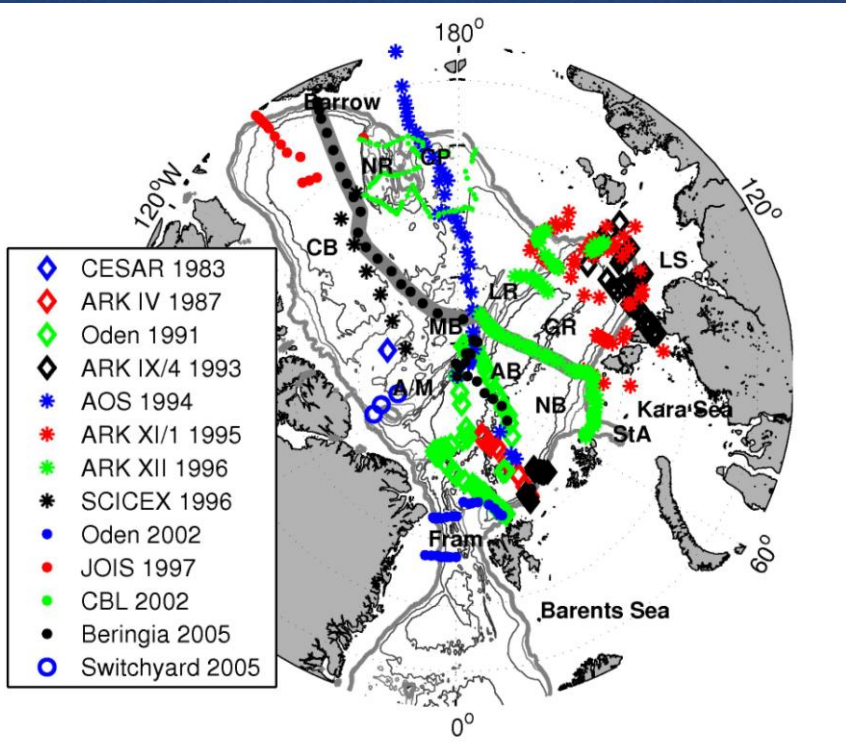 180°
Barrow
NR
CP
120°W
120°
CB
LS
CESAR 1983
ARK IV 1987
Oden 1991
ARK IX/4 1993
AOS 1994
ARK XI/1 1995
ARK XII 1996
SCICEX 1996
Oden 2002
JOIS 1997
CBL 2002
Beringia 2005
Switchyard 2005
LR
MB
GR
AB
A/M
NB
Kara Sea
StA
Fram
60°
Barents Sea
0°